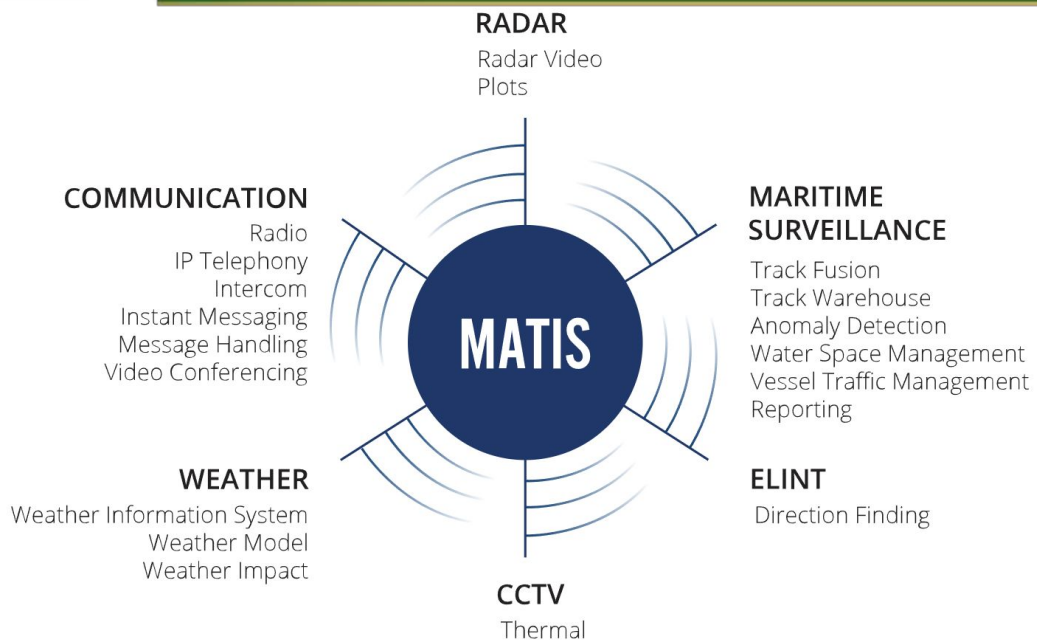 RADAR
Radar Video
Plots
COMMUNICATION
Radio
IP Telephony
Intercom
Instant Messaging
Message Handling
Video Conferencing
MARITIME
SURVEILLANCE
Track Fusion
Track Warehouse
Anomaly Detection
Water Space Management
Vessel Traffic Management
Reporting
MATIS
WEATHER
Weather Information System
Weather Model
Weather Impact
ELINT
Direction Finding
CCTV
Thermal